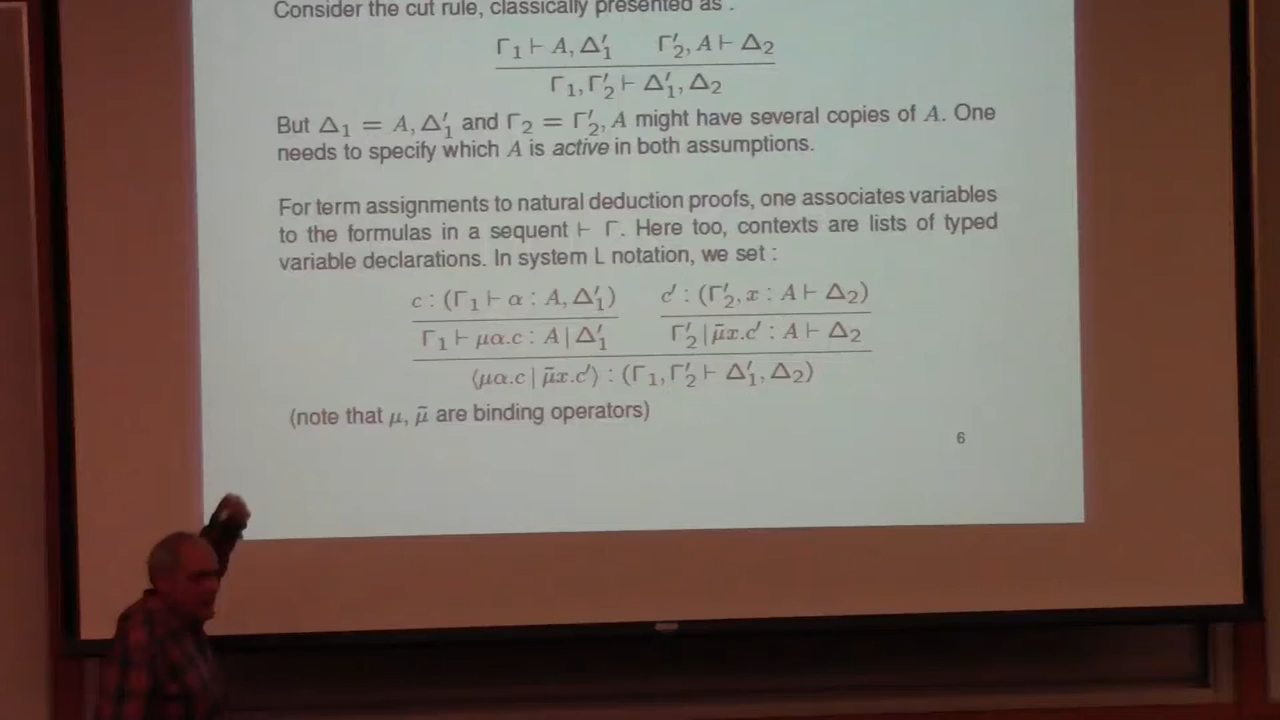 Consider the cut rule, classically presented as .
Γ₁ ⊢ A, Δ′₁    Γ′₂, A ⊢ Δ₂
Γ₁, Γ′₂ ⊢ Δ′₁, Δ₂
But Δ₁ = A, Δ′₁ and Γ₂ = Γ′₂, A might have several copies of A. One
needs to specify which A is active in both assumptions.
For term assignments to natural deduction proofs, one associates variables
to the formulas in a sequent ⊢ Γ. Here too, contexts are lists of typed
variable declarations. In system L notation, we set :
c : (Γ₁ ⊢ α : A, Δ′₁)    c′ : (Γ′₂, x : A ⊢ Δ₂)
Γ₁ ⊢ μα.c : A | Δ′₁    Γ′₂ | μ̃x.c′ : A ⊢ Δ₂
⟨μα.c | μ̃x.c′⟩ : (Γ₁, Γ′₂ ⊢ Δ′₁, Δ₂)
(note that μ, μ̃ are binding operators)
6